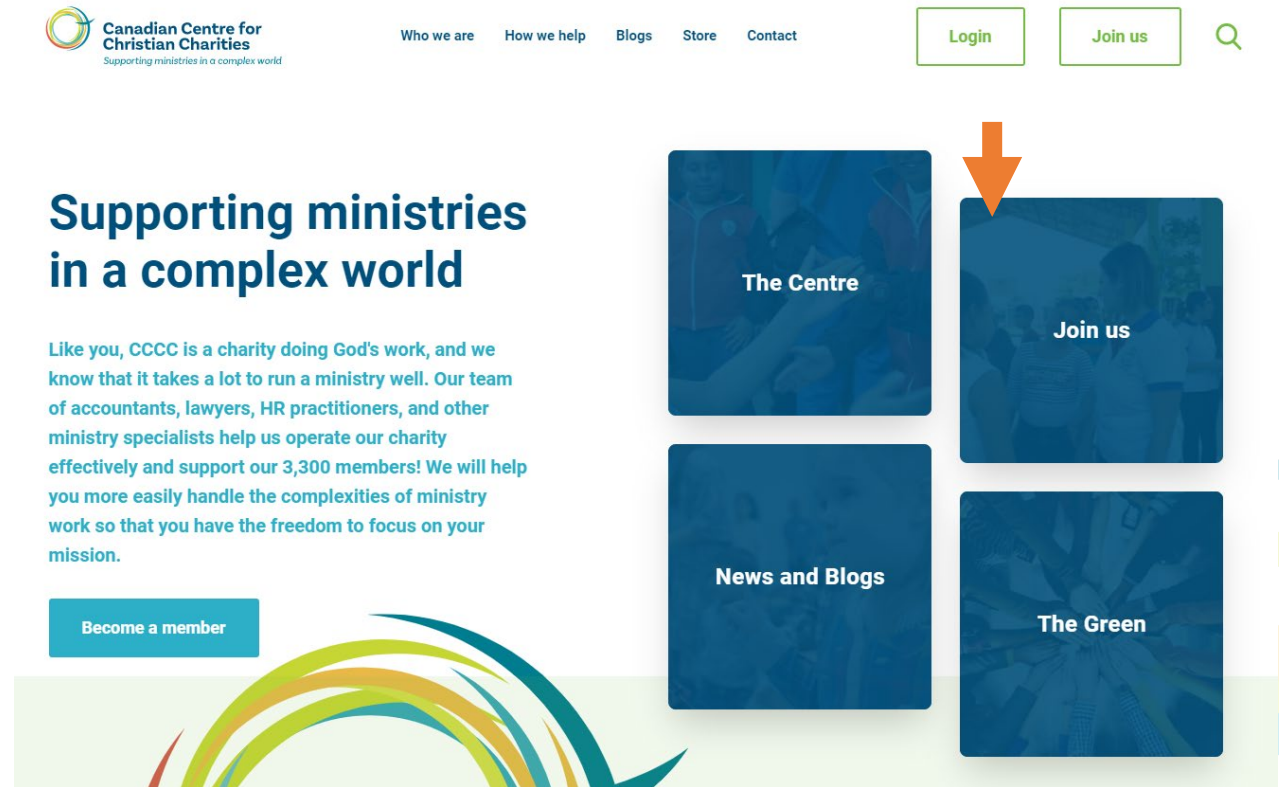 Canadian Centre for
Christian Charities
Supporting ministries in a complex world
Who we are
How we help
Blogs
Store
Contact
Login
Join us
Supporting ministries
in a complex world
Like you, CCCC is a charity doing God's work, and we
know that it takes a lot to run a ministry well. Our team
of accountants, lawyers, HR practitioners, and other
ministry specialists help us operate our charity
effectively and support our 3,300 members! We will help
you more easily handle the complexities of ministry
work so that you have the freedom to focus on your
mission.
Become a member
The Centre
Join us
News and Blogs
The Green